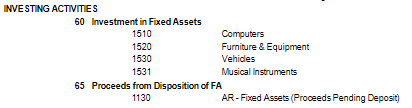 INVESTING ACTIVITIES
60 Investment in Fixed Assets
1510 Computers
1520 Furniture & Equipment
1530 Vehicles
1531 Musical Instruments
65 Proceeds from Disposition of FA
1130 AR - Fixed Assets (Proceeds Pending Deposit)